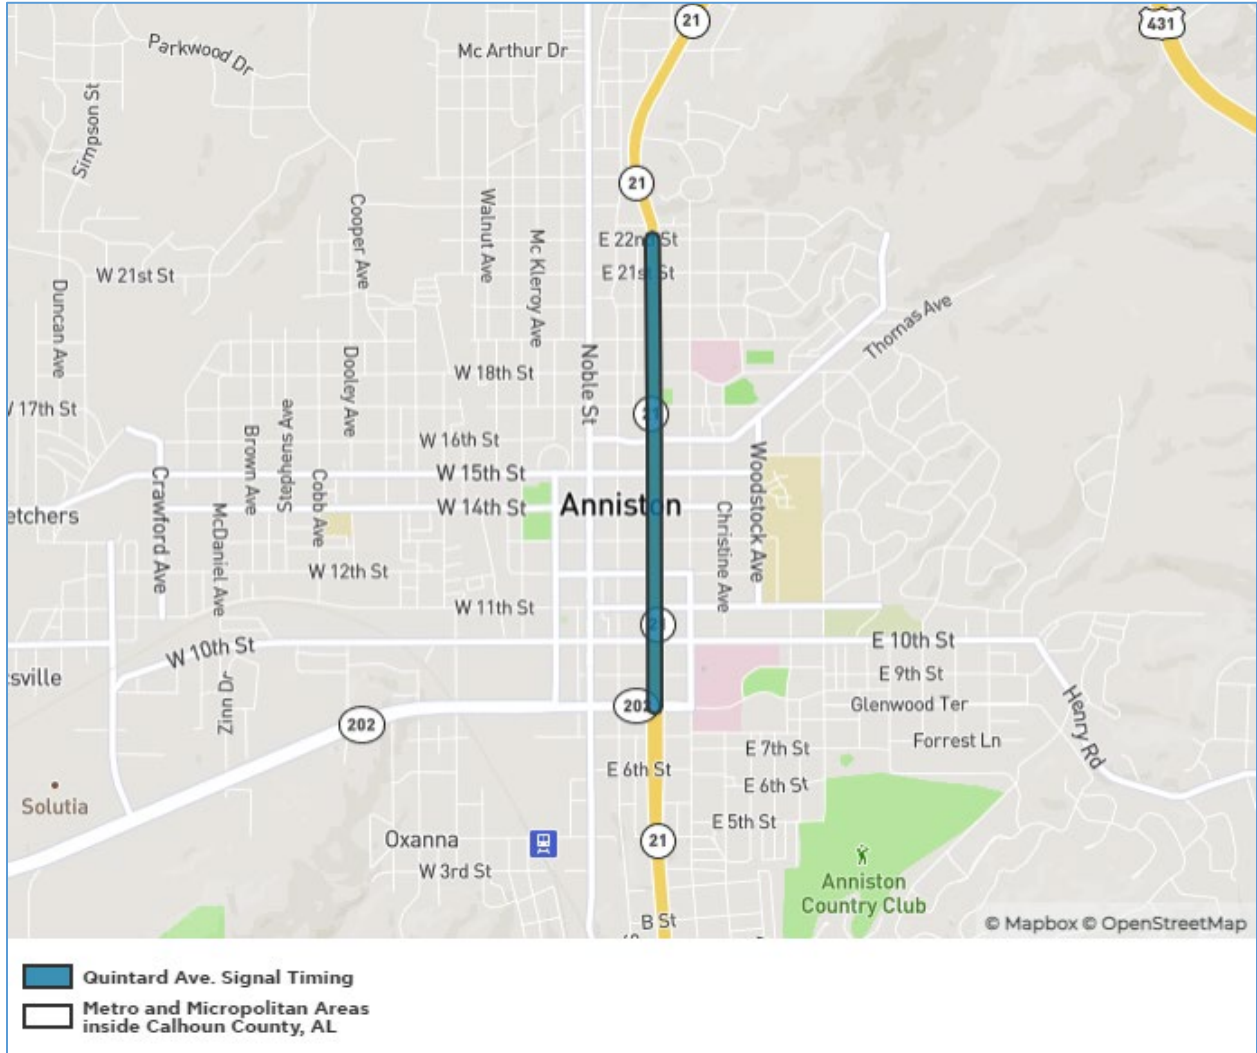 21
431
Parkwood Dr
Mc Arthur Dr
Simpson St
21
Cooper Ave
Walnut Ave
Mc Kleroy Ave
E 22nd St
W 21st St
E 21st St
Duncan Ave
Thomas Ave
Dooley Ave
Noble St
W 18th St
W 17th St
Stephens Ave
21
Brown Ave
W 16th St
Woodstock Ave
Crawford Ave
Cobb Ave
W 15th St
McDaniel Ave
W 14th St
Anniston
Christine Ave
etchers
W 12th St
W 11th St
21
W 10th St
E 10th St
sville
Zinn Dr
E 9th St
Glenwood Ter
202
202
Henry Rd
Forrest Ln
E 7th St
E 6th St
E 6th St
Solutia
E 5th St
Oxanna
21
W 3rd St
Anniston
Country Club
B St
© Mapbox © OpenStreetMap
Quintard Ave. Signal Timing
Metro and Micropolitan Areas
inside Calhoun County, AL